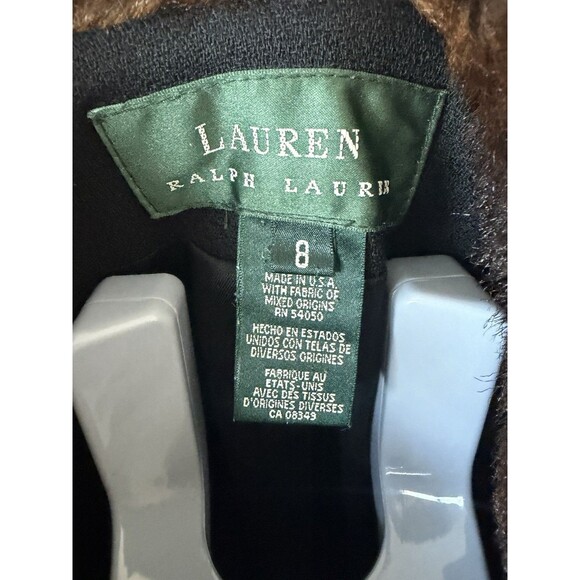 LAUREN
RALPH LAUREN
8
MADE IN U.S.A.
WITH FABRIC OF
MIXED ORIGINS
RN 54050
HECHO EN ESTADOS
UNIDOS CON TELAS DE
DIVERSOS ORIGINES
FABRIQUE AU
ETATS-UNIS
AVEC DES TISSUS
D'ORIGINES DIVERSES
CA 08349